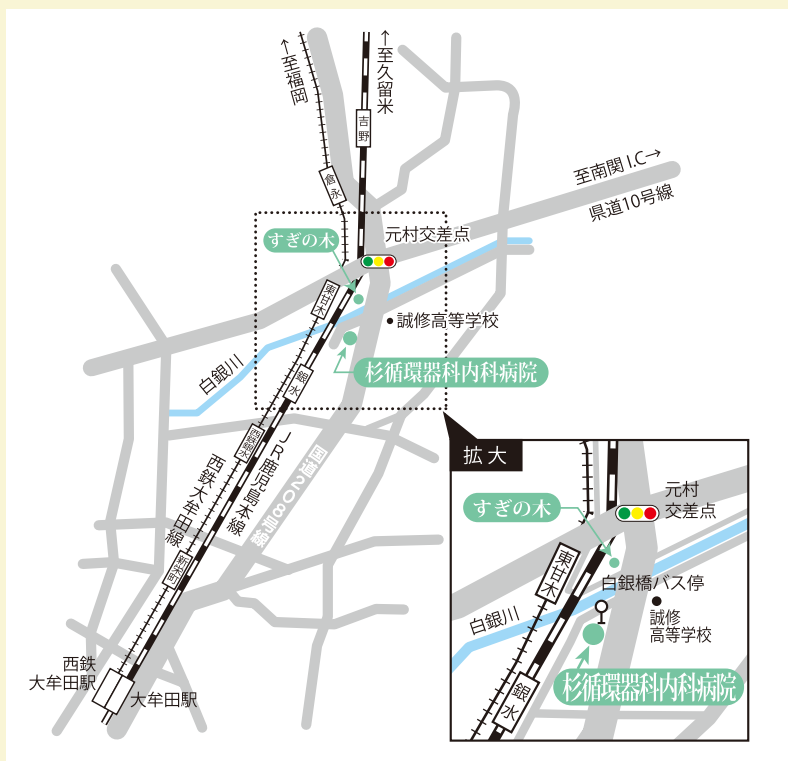 ←至福岡
←至久留米
吉野
倉永
至南関 I.C→
県道10号線
元村交差点
すぎの木
東甘木
誠修高等学校
白銀川
杉循環器科内科病院
銀水
西鉄銀水
JR鹿児島本線
国道208号線
西鉄大牟田線
新栄町
西鉄
大牟田駅
大牟田駅
拡大
すぎの木
元村
交差点
東甘木
白銀橋バス停
白銀川
誠修
高等学校
杉循環器科内科病院
銀水